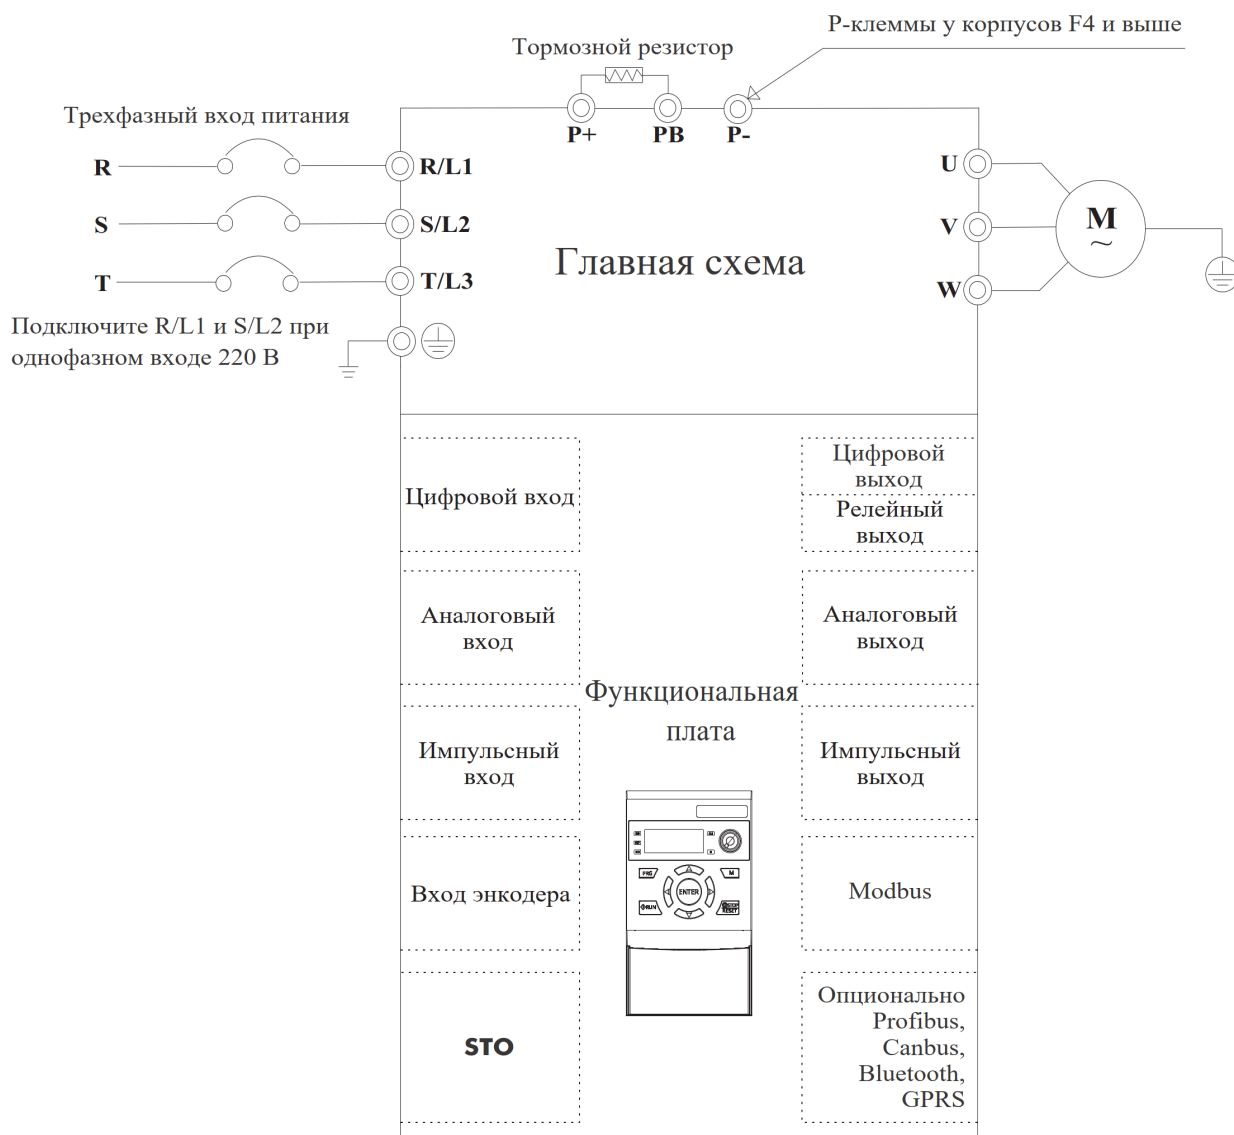 P-клеммы у корпусов F4 и выше
Тормозной резистор
P+
PB
P-
Трехфазный вход питания
R
R/L1
S
S/L2
T
T/L3
Подключите R/L1 и S/L2 при
однофазном входе 220 В
Главная схема
U
V
W
M
~
Цифровой вход
Цифровой
выход
Релейный
выход
Аналоговый
вход
Аналоговый
выход
Функциональная
плата
Импульсный
вход
Импульсный
выход
PRG
M
ENTER
RUN
STOP
RESET
Вход энкодера
Modbus
STO
Опционально
Profibus,
Canbus,
Bluetooth,
GPRS